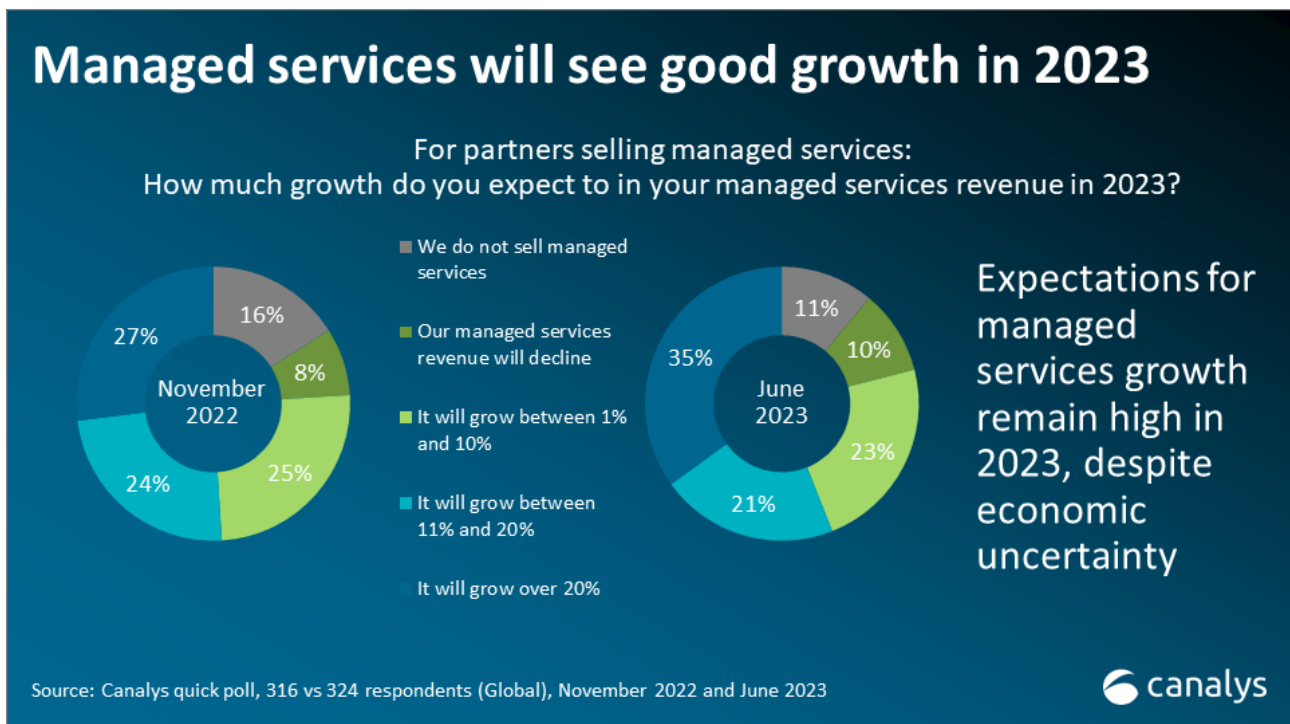 Managed services will see good growth in 2023
For partners selling managed services:
How much growth do you expect to in your managed services revenue in 2023?
16%
8%
25%
24%
27%
November
2022
We do not sell managed
services
Our managed services
revenue will decline
It will grow between 1%
and 10%
It will grow between
11% and 20%
It will grow over 20%
11%
10%
23%
21%
35%
June
2023
Expectations for
managed
services growth
remain high in
2023, despite
economic
uncertainty
Source: Canalys quick poll, 316 vs 324 respondents (Global), November 2022 and June 2023
canalys